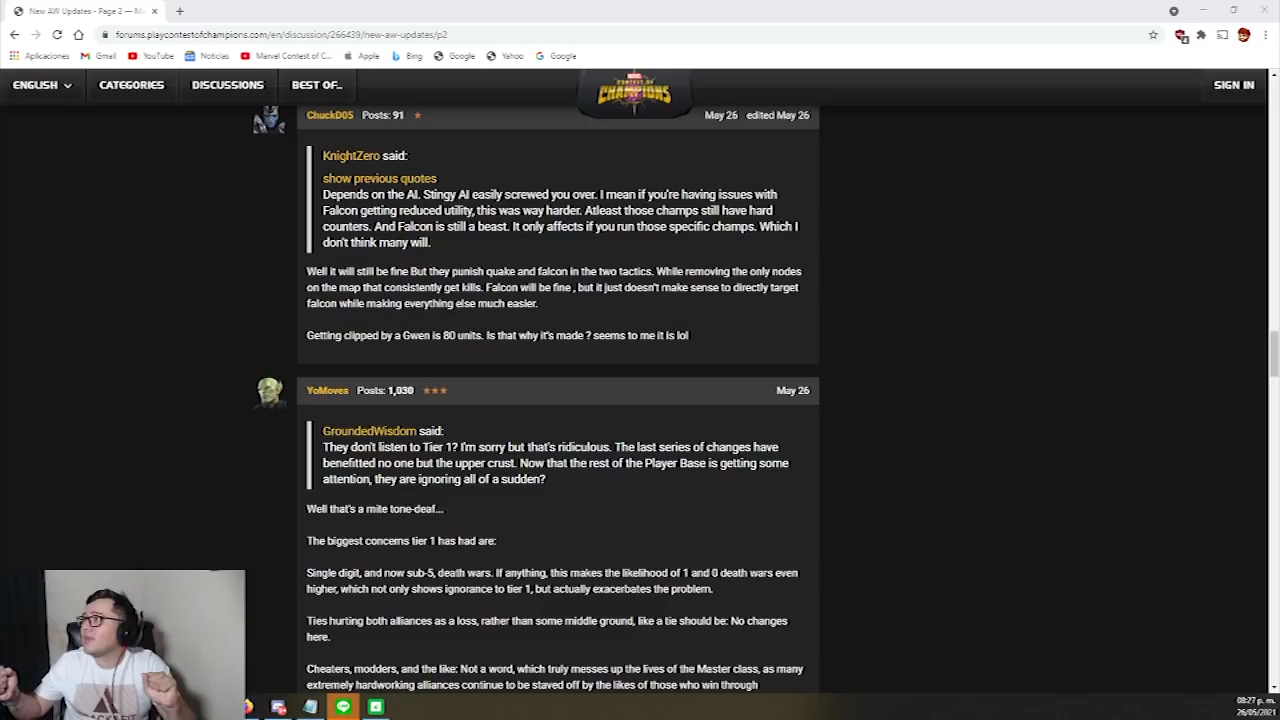 New AW Updates - Page 2 — M
forums.playcontestofchampions.com/en/discussion/266439/new-aw-updates/p2
Aplicaciones Gmail YouTube Noticias Marvel Contest of C... Apple Bing Google Yahoo Google
ENGLISH CATEGORIES DISCUSSIONS BEST OF... MARVEL CONTEST OF CHAMPIONS SIGN IN
ChuckD05 Posts: 91 May 26 edited May 26
KnightZero said:
show previous quotes
Depends on the AI. Stingy AI easily screwed you over. I mean if you're having issues with
Falcon getting reduced utility, this was way harder. Atleast those champs still have hard
counters. And Falcon is still a beast. It only affects if you run those specific champs. Which I
don't think many will.
Well it will still be fine But they punish quake and falcon in the two tactics. While removing the only nodes
on the map that consistently get kills. Falcon will be fine , but it just doesn't make sense to directly target
falcon while making everything else much easier.
Getting clipped by a Gwen is 80 units. Is that why it's made ? seems to me it is lol
YoMoves Posts: 1,030 May 26
GroundedWisdom said:
They don't listen to Tier 1? I'm sorry but that's ridiculous. The last series of changes have
benefitted no one but the upper crust. Now that the rest of the Player Base is getting some
attention, they are ignoring all of a sudden?
Well that's a mite tone-deaf...
The biggest concerns tier 1 has had are:
Single digit, and now sub-5, death wars. If anything, this makes the likelihood of 1 and 0 death wars even
higher, which not only shows ignorance to tier 1, but actually exacerbates the problem.
Ties hurting both alliances as a loss, rather than some middle ground, like a tie should be: No changes
here.
Cheaters, modders, and the like: Not a word, which truly messes up the lives of the Master class, as many
extremely hardworking alliances continue to be staved off by the likes of those who win through
08:27 p. m.
26/05/2021